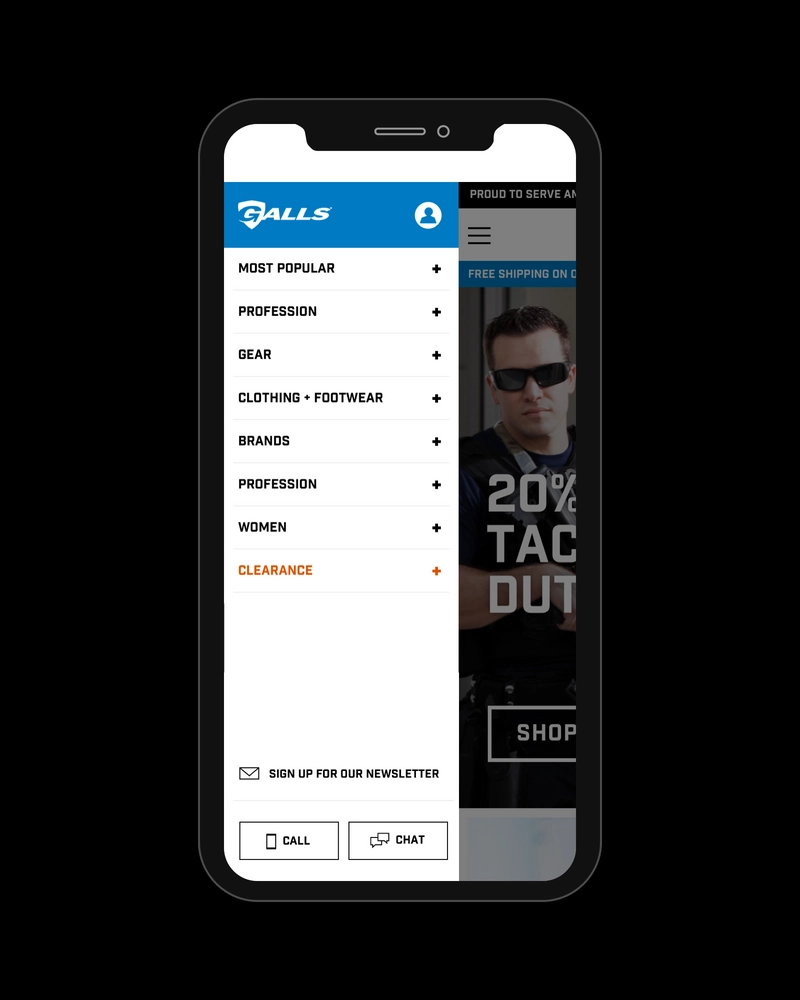 GALLS
MOST POPULAR +
PROFESSION +
GEAR +
CLOTHING + FOOTWEAR +
BRANDS +
PROFESSION +
WOMEN +
CLEARANCE +
SIGN UP FOR OUR NEWSLETTER
CALL
CHAT
PROUD TO SERVE AN
FREE SHIPPING ON O
20%
TAC
DUT
SHOP